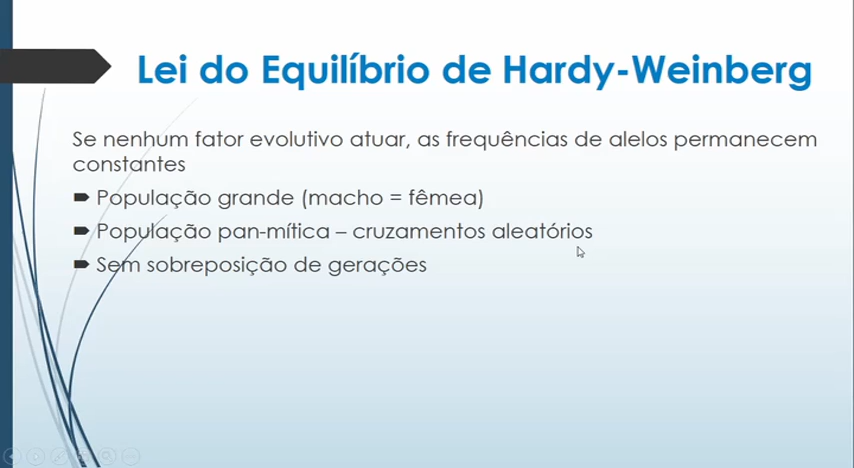 Lei do Equilíbrio de Hardy-Weinberg
Se nenhum fator evolutivo atuar, as frequências de alelos permanecem
constantes
População grande (macho = fêmea)
População pan-mítica – cruzamentos aleatórios
Sem sobreposição de gerações